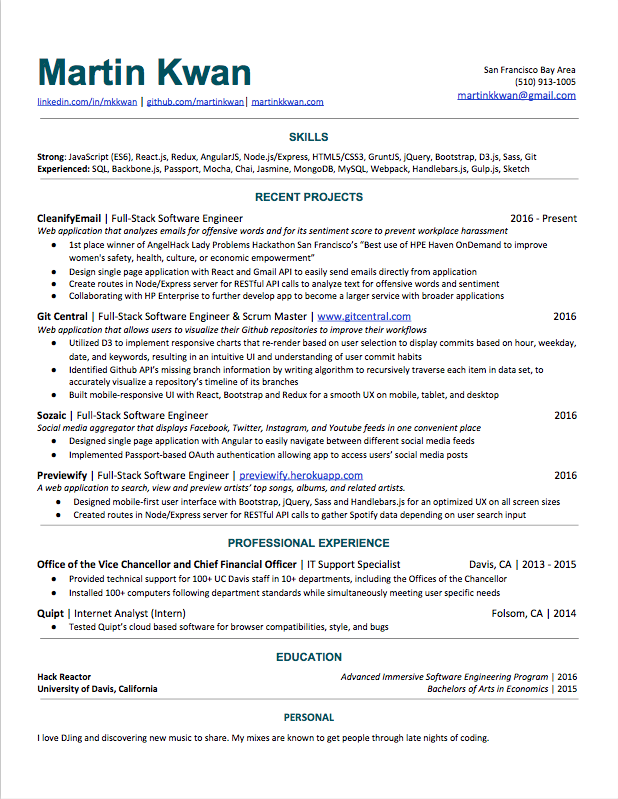 Martin Kwan
San Francisco Bay Area
(510) 913-1005
martinkkwan@gmail.com
linkedin.com/in/mkkwan | github.com/martinkwan | martinkkwan.com
SKILLS
Strong: JavaScript (ES6), React.js, Redux, AngularJS, Node.js/Express, HTML5/CSS3, GruntJS, jQuery, Bootstrap, D3.js, Sass, Git
Experienced: SQL, Backbone.js, Passport, Mocha, Chai, Jasmine, MongoDB, MySQL, Webpack, Handlebars.js, Gulp.js, Sketch
RECENT PROJECTS
CleanifyEmail | Full-Stack Software Engineer 2016 - Present
Web application that analyzes emails for offensive words and for its sentiment score to prevent workplace harassment
● 1st place winner of AngelHack Lady Problems Hackathon San Francisco's “Best use of HPE Haven OnDemand to improve
women's safety, health, culture, or economic empowerment”
● Design single page application with React and Gmail API to easily send emails directly from application
● Create routes in Node/Express server for RESTful API calls to analyze text for offensive words and sentiment
● Collaborating with HP Enterprise to further develop app to become a larger service with broader applications
Git Central | Full-Stack Software Engineer & Scrum Master | www.gitcentral.com 2016
Web application that allows users to visualize their Github repositories to improve their workflows
● Utilized D3 to implement responsive charts that re-render based on user selection to display commits based on hour, weekday,
date, and keywords, resulting in an intuitive UI and understanding of user commit habits
● Identified Github API's missing branch information by writing algorithm to recursively traverse each item in data set, to
accurately visualize a repository's timeline of its branches
● Built mobile-responsive UI with React, Bootstrap and Redux for a smooth UX on mobile, tablet, and desktop
Sozaic | Full-Stack Software Engineer 2016
Social media aggregator that displays Facebook, Twitter, Instagram, and Youtube feeds in one convenient place
● Designed single page application with Angular to easily navigate between different social media feeds
● Implemented Passport-based OAuth authentication allowing app to access users' social media posts
Previewify | Full-Stack Software Engineer | previewify.herokuapp.com 2016
A web application to search, view and preview artists' top songs, albums, and related artists.
● Designed mobile-first user interface with Bootstrap, jQuery, Sass and Handlebars.js for an optimized UX on all screen sizes
● Created routes in Node/Express server for RESTful API calls to gather Spotify data depending on user search input
PROFESSIONAL EXPERIENCE
Office of the Vice Chancellor and Chief Financial Officer | IT Support Specialist Davis, CA | 2013 - 2015
● Provided technical support for 100+ UC Davis staff in 10+ departments, including the Offices of the Chancellor
● Installed 100+ computers following department standards while simultaneously meeting user specific needs
Quipt | Internet Analyst (Intern) Folsom, CA | 2014
● Tested Quipt's cloud based software for browser compatibilities, style, and bugs
EDUCATION
Hack Reactor Advanced Immersive Software Engineering Program | 2016
University of Davis, California Bachelors of Arts in Economics | 2015
PERSONAL
I love DJing and discovering new music to share. My mixes are known to get people through late nights of coding.